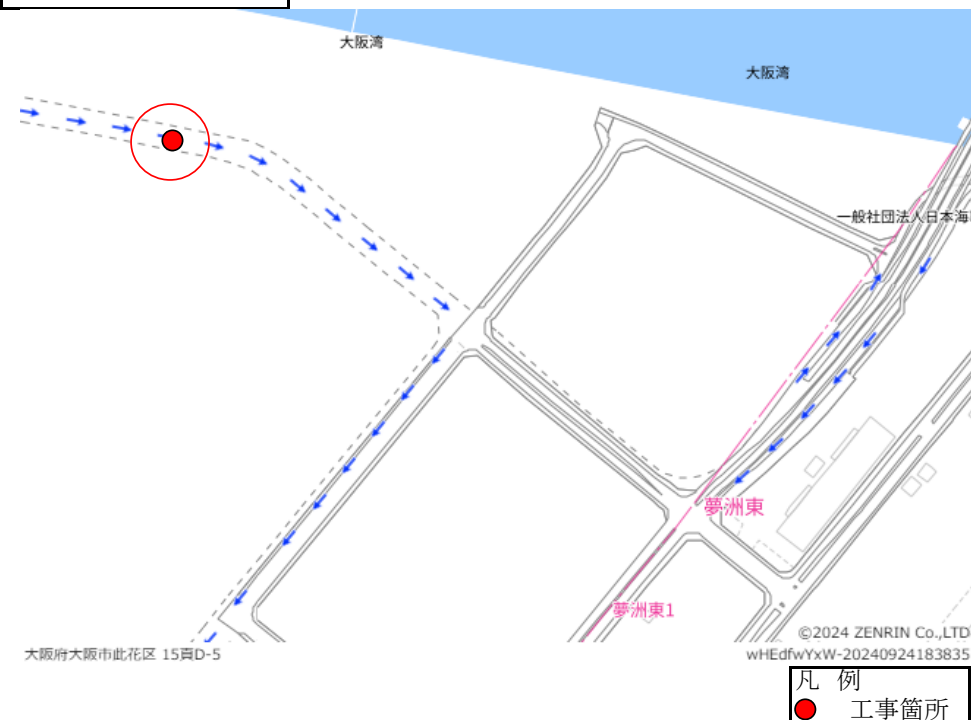 大阪湾
大阪湾
一般社団法人日本海
夢洲東
夢洲東1
©2024 ZENRIN Co.,LTD
大阪府大阪市此花区 15頁D-5
wHEdfwYxW-20240924183835
凡 例
工事箇所